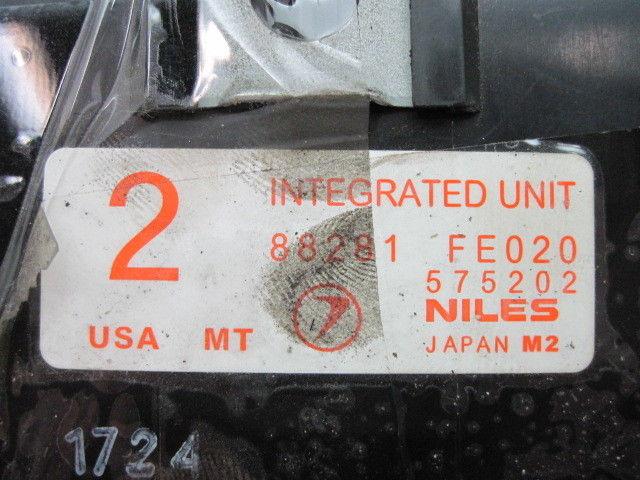 2
INTEGRATED UNIT
88281 FE020
575202
USA MT
NILES
JAPAN M2
1724